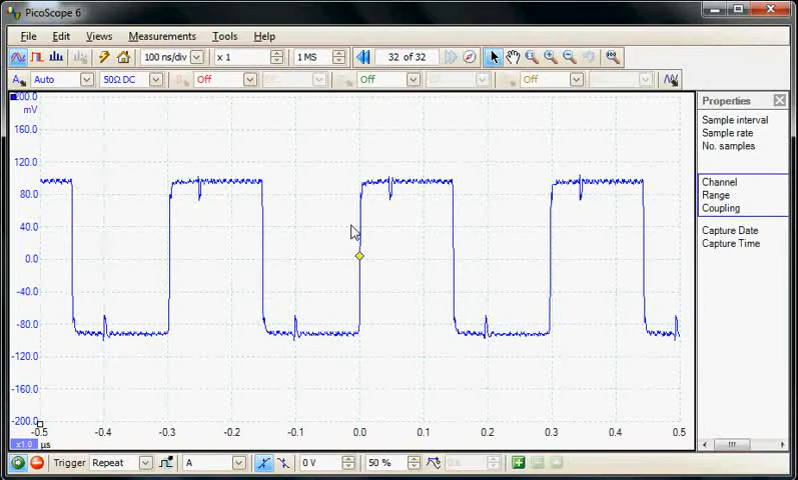 PicoScope 6
File Edit Views Measurements Tools Help
100 ns/div x 1 1 MS 32 of 32
A Auto 50Ω DC Off Off Off
200.0
mV
160.0
120.0
80.0
40.0
0.0
-40.0
-80.0
-120.0
-160.0
-200.0
-0.5 -0.4 -0.3 -0.2 -0.1 0.0 0.1 0.2 0.3 0.4 0.5
x1.0 µs
Properties
Sample interval
Sample rate
No. samples
Channel
Range
Coupling
Capture Date
Capture Time
Trigger Repeat A 0 V 50 %